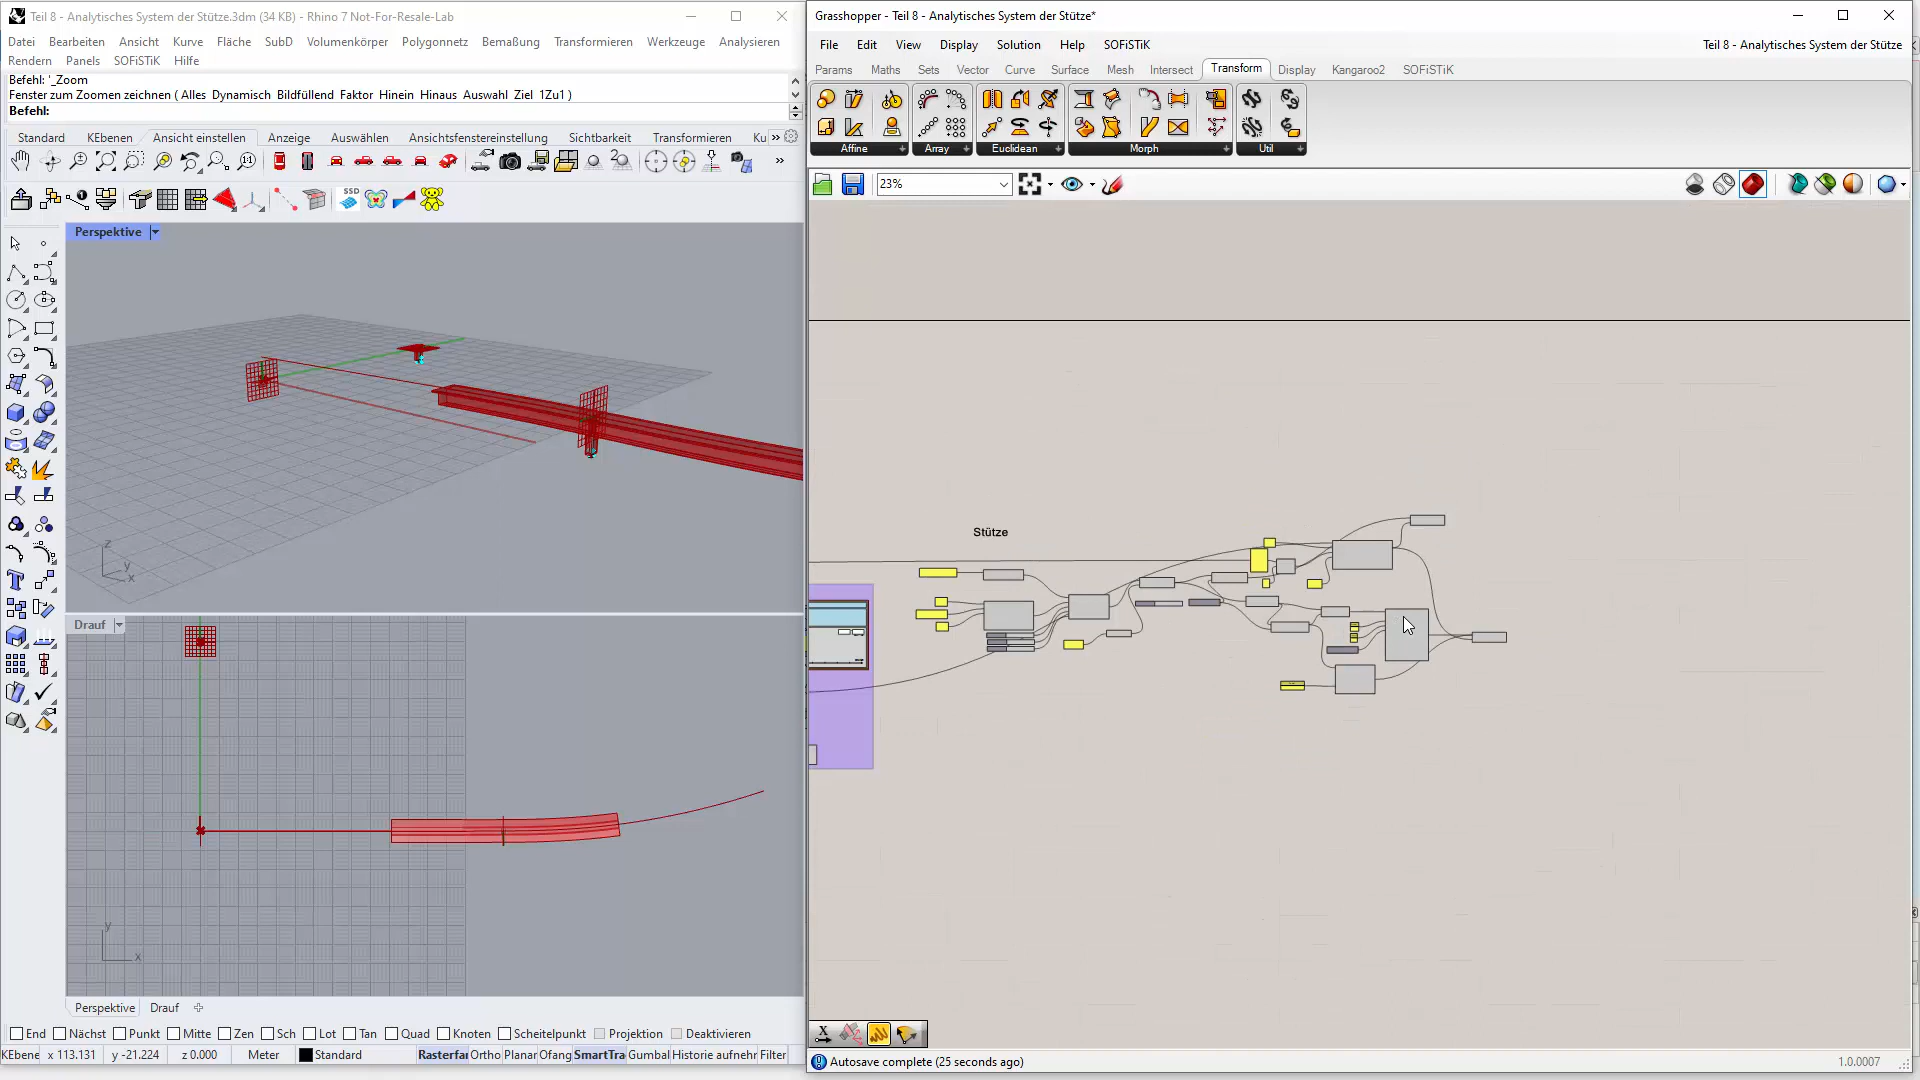 Teil 8 - Analytisches System der Stütze.3dm (34 KB) - Rhino 7 Not-For-Resale-Lab
Datei Bearbeiten Ansicht Kurve Fläche SubD Volumenkörper Polygonnetz Bemaßung Transformieren Werkzeuge Analysieren
Rendern Panels SOFiSTiK Hilfe
Befehl: '_Zoom
Fenster zum Zoomen zeichnen ( Alles Dynamisch Bildfüllend Faktor Hinein Hinaus Auswahl Ziel 1Zu1 )
Befehl:
Standard KEbenen Ansicht einstellen Anzeige Auswählen Ansichtsfenstereinstellung Sichtbarkeit Transformieren Ku »
SSD
Perspektive
z
y
x
Drauf
y
x
Perspektive Drauf
End Nächst Punkt Mitte Zen Sch Lot Tan Quad Knoten Scheitelpunkt Projektion Deaktivieren
KEbene x 113.131 y -21.224 z 0.000 Meter Standard Rasterfan Ortho Planar Ofang SmartTra Gumbal Historie aufnehr Filter
Grasshopper - Teil 8 - Analytisches System der Stütze*
File Edit View Display Solution Help SOFiSTiK
Teil 8 - Analytisches System der Stütze
Params Maths Sets Vector Curve Surface Mesh Intersect Transform Display Kangaroo2 SOFiSTiK
Affine Array Euclidean Morph Util
23%
Stütze
Autosave complete (25 seconds ago)
1.0.0007